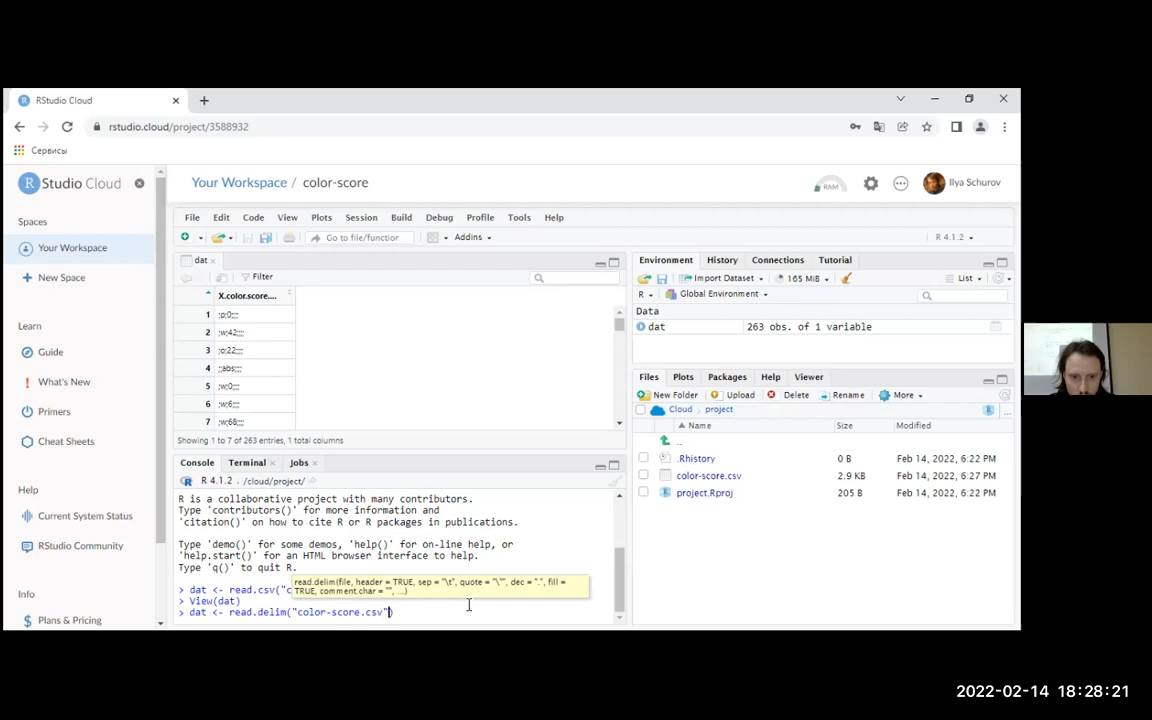 RStudio Cloud
rstudio.cloud/project/3588932
Сервисы
Studio Cloud
Your Workspace / color-score
RAM
Ilya Schurov
Spaces
Your Workspace
New Space
Learn
Guide
What's New
Primers
Cheat Sheets
Help
Current System Status
RStudio Community
Info
Plans & Pricing
File Edit Code View Plots Session Build Debug Profile Tools Help
Go to file/function
Addins
R 4.1.2
dat
Filter
X.color.score....
1 ;p;0;;;;
2 ;w;42;;;;
3 ;o;22;;;;
4 ;;abs;;;;
5 ;w;0;;;;
6 ;w;6;;;;
7 ;w;68;;;;
Showing 1 to 7 of 263 entries, 1 total columns
Console Terminal Jobs
R 4.1.2 . /cloud/project/
R is a collaborative project with many contributors.
Type 'contributors()' for more information and
'citation()' on how to cite R or R packages in publications.
Type 'demo()' for some demos, 'help()' for on-line help, or
'help.start()' for an HTML browser interface to help.
Type 'q()' to quit R.
read.delim(file, header = TRUE, sep = "\t", quote = "\"", dec = ".", fill =
TRUE, comment.char = "", ...)
> dat <- read.csv("c
> View(dat)
> dat <- read.delim("color-score.csv")
Environment History Connections Tutorial
Import Dataset
165 MiB
List
R
Global Environment
Data
dat 263 obs. of 1 variable
Files Plots Packages Help Viewer
New Folder Upload Delete Rename More
Cloud project
Name Size Modified
..
.Rhistory 0 B Feb 14, 2022, 6:22 PM
color-score.csv 2.9 KB Feb 14, 2022, 6:27 PM
project.Rproj 205 B Feb 14, 2022, 6:22 PM
2022-02-14 18:28:21